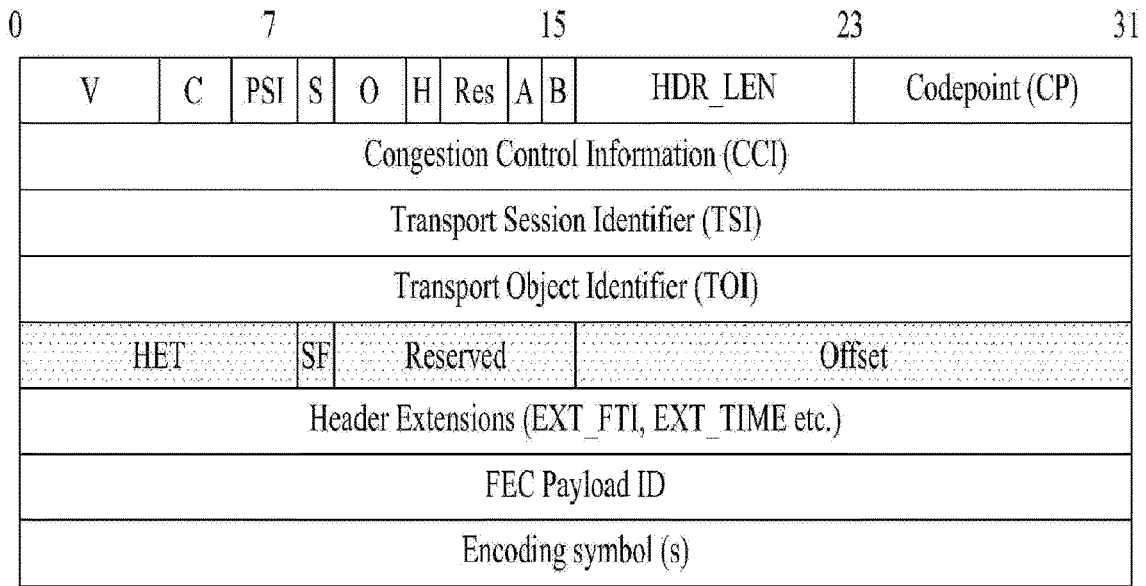 0 7 15 23 31
V C PSI S O H Res A B HDR_LEN Codepoint (CP)
Congestion Control Information (CCI)
Transport Session Identifier (TSI)
Transport Object Identifier (TOI)
HET SF Reserved Offset
Header Extensions (EXT_FTI, EXT_TIME etc.)
FEC Payload ID
Encoding symbol (s)